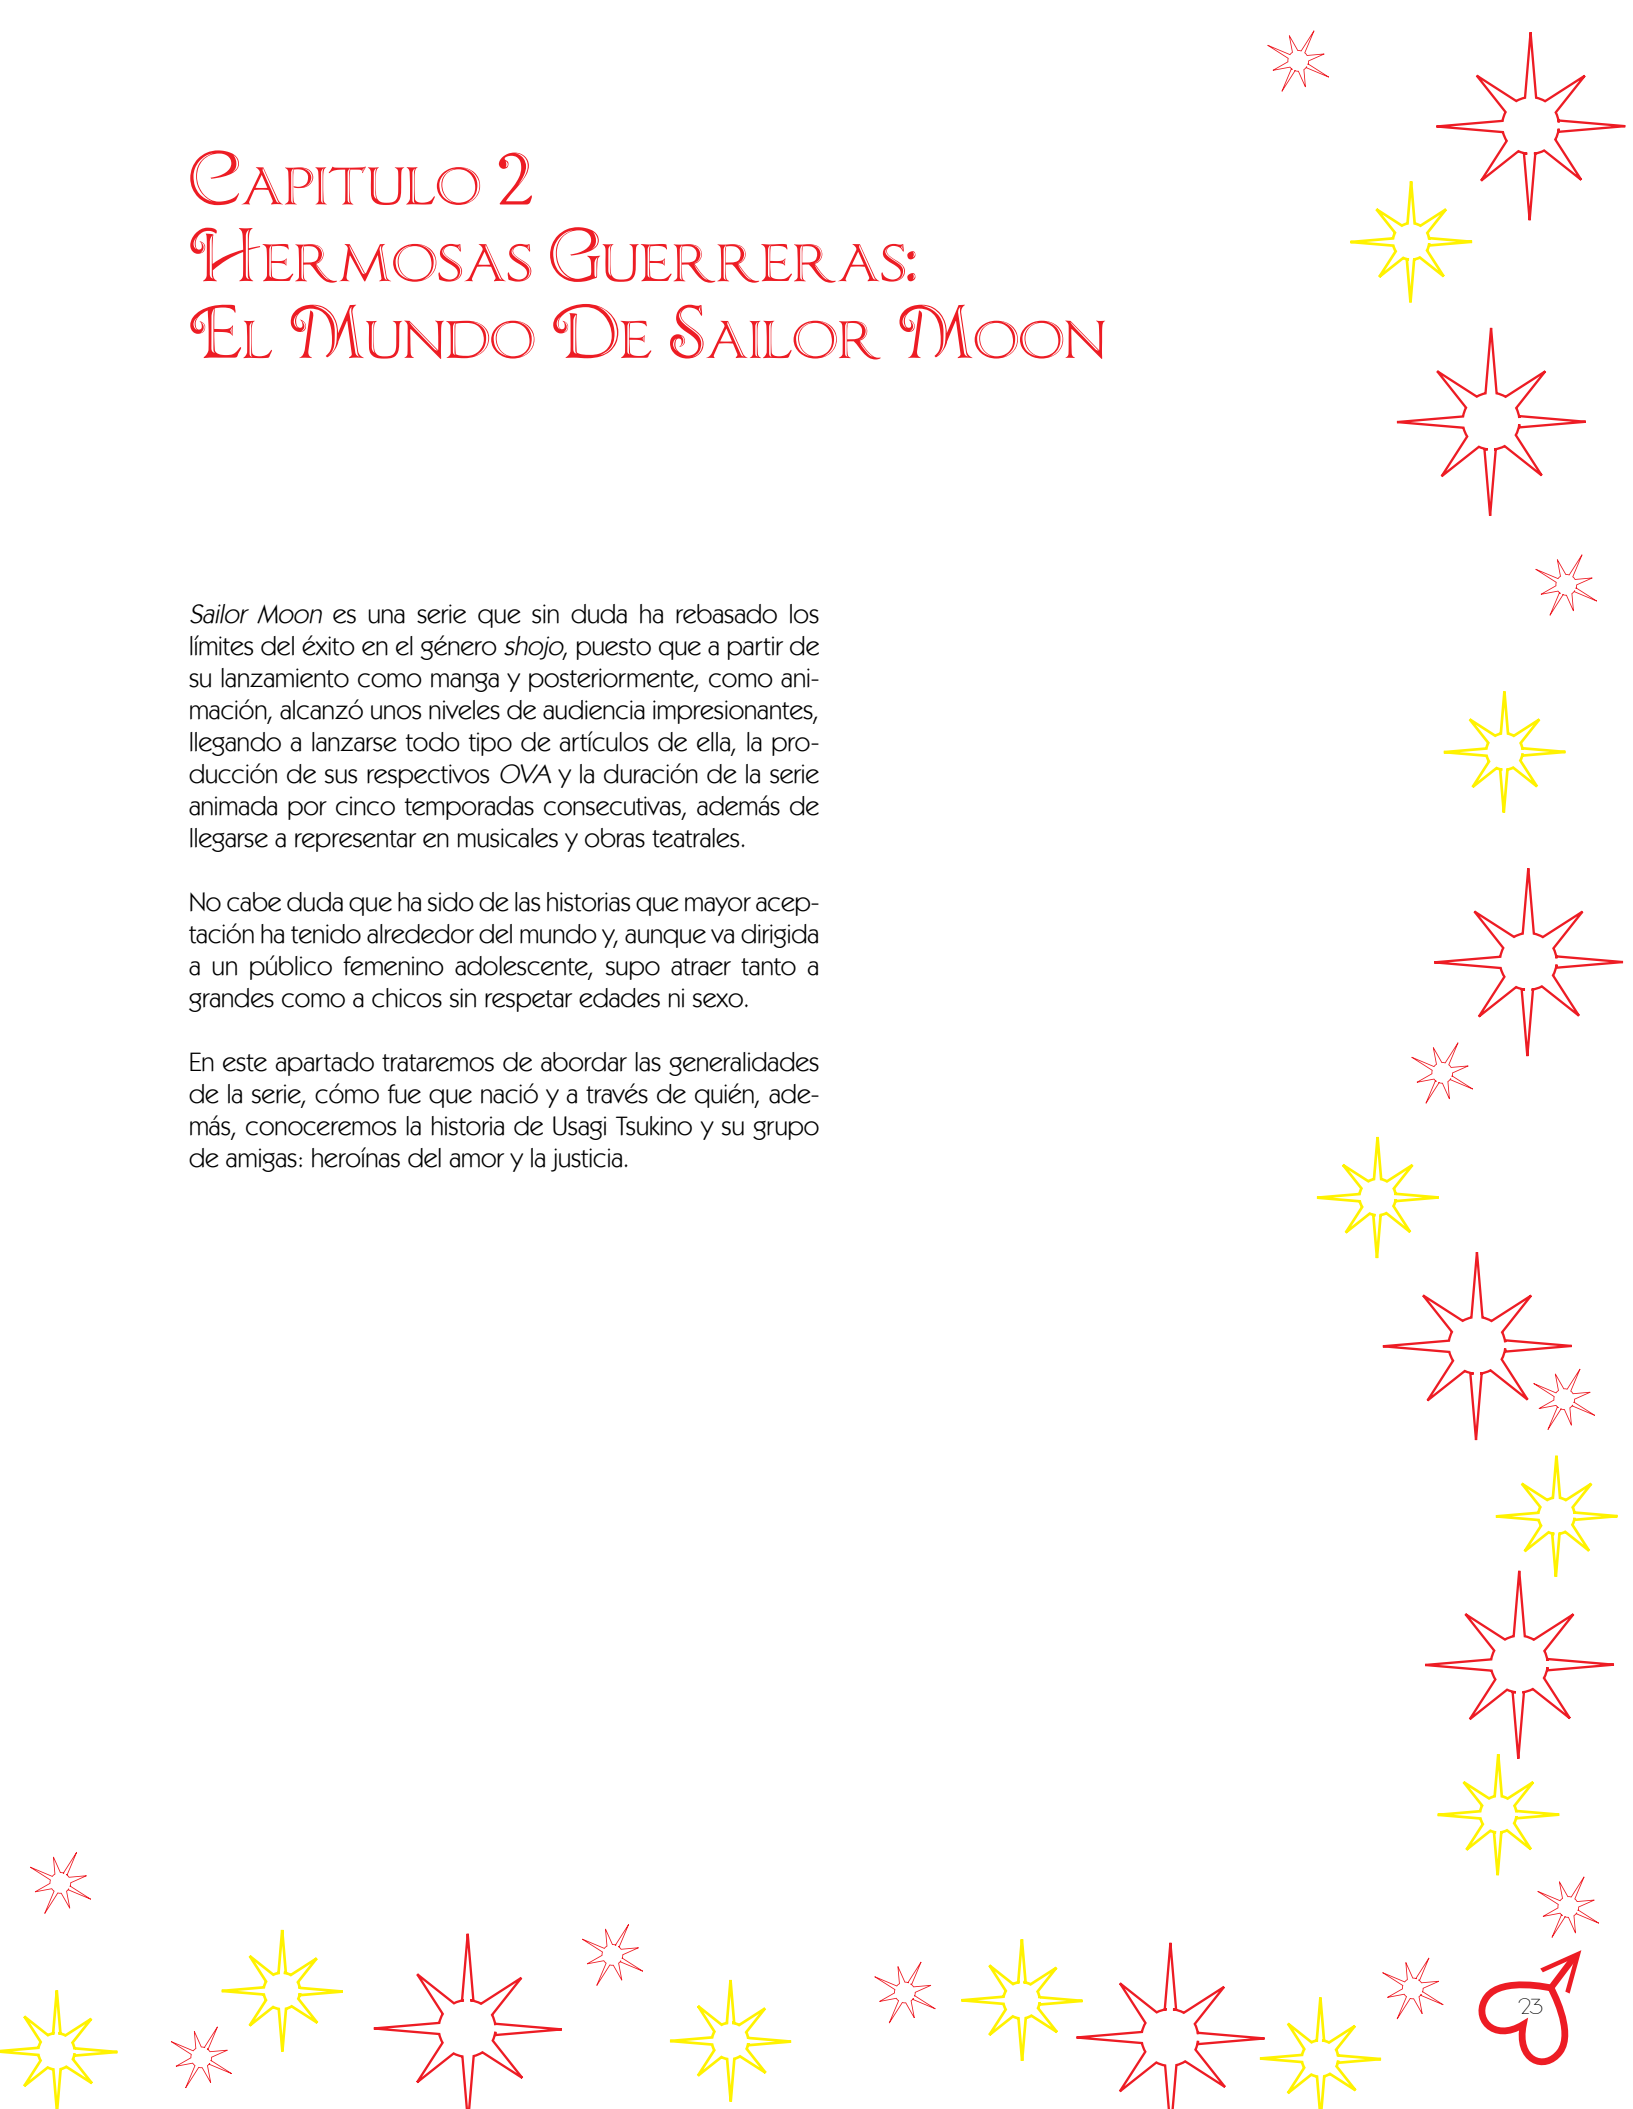 CAPITULO 2
HERMOSAS GUERRERAS:
EL MUNDO DE SAILOR MOON
Sailor Moon es una serie que sin duda ha rebasado los
límites del éxito en el género shojo, puesto que a partir de
su lanzamiento como manga y posteriormente, como ani-
mación, alcanzó unos niveles de audiencia impresionantes,
llegando a lanzarse todo tipo de artículos de ella, la pro-
ducción de sus respectivos OVA y la duración de la serie
animada por cinco temporadas consecutivas, además de
llegarse a representar en musicales y obras teatrales.
No cabe duda que ha sido de las historias que mayor acep-
tación ha tenido alrededor del mundo y, aunque va dirigida
a un público femenino adolescente, supo atraer tanto a
grandes como a chicos sin respetar edades ni sexo.
En este apartado trataremos de abordar las generalidades
de la serie, cómo fue que nació y a través de quién, ade-
más, conoceremos la historia de Usagi Tsukino y su grupo
de amigas: heroínas del amor y la justicia.
23